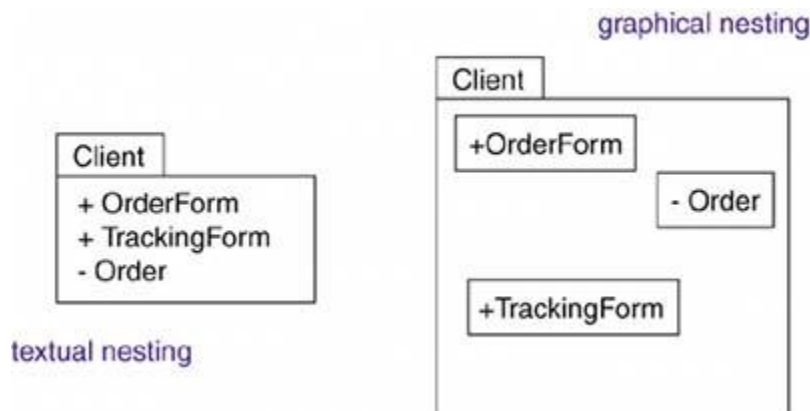 graphical nesting
Client
+ OrderForm
+ TrackingForm
- Order
textual nesting
Client
+OrderForm
- Order
+TrackingForm